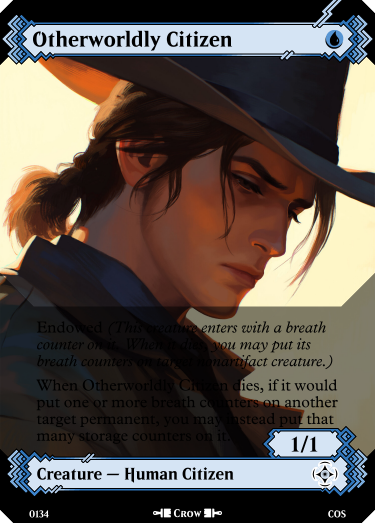 Otherworldly Citizen
Endowed (This creature enters with a breath
counter on it. When it dies, you may put its
breath counters on target nonartifact creature.)
When Otherworldly Citizen dies, if it would
put one or more breath counters on another
target permanent, you may instead put that
many storage counters on it.
1/1
Creature — Human Citizen
0134 Crow COS